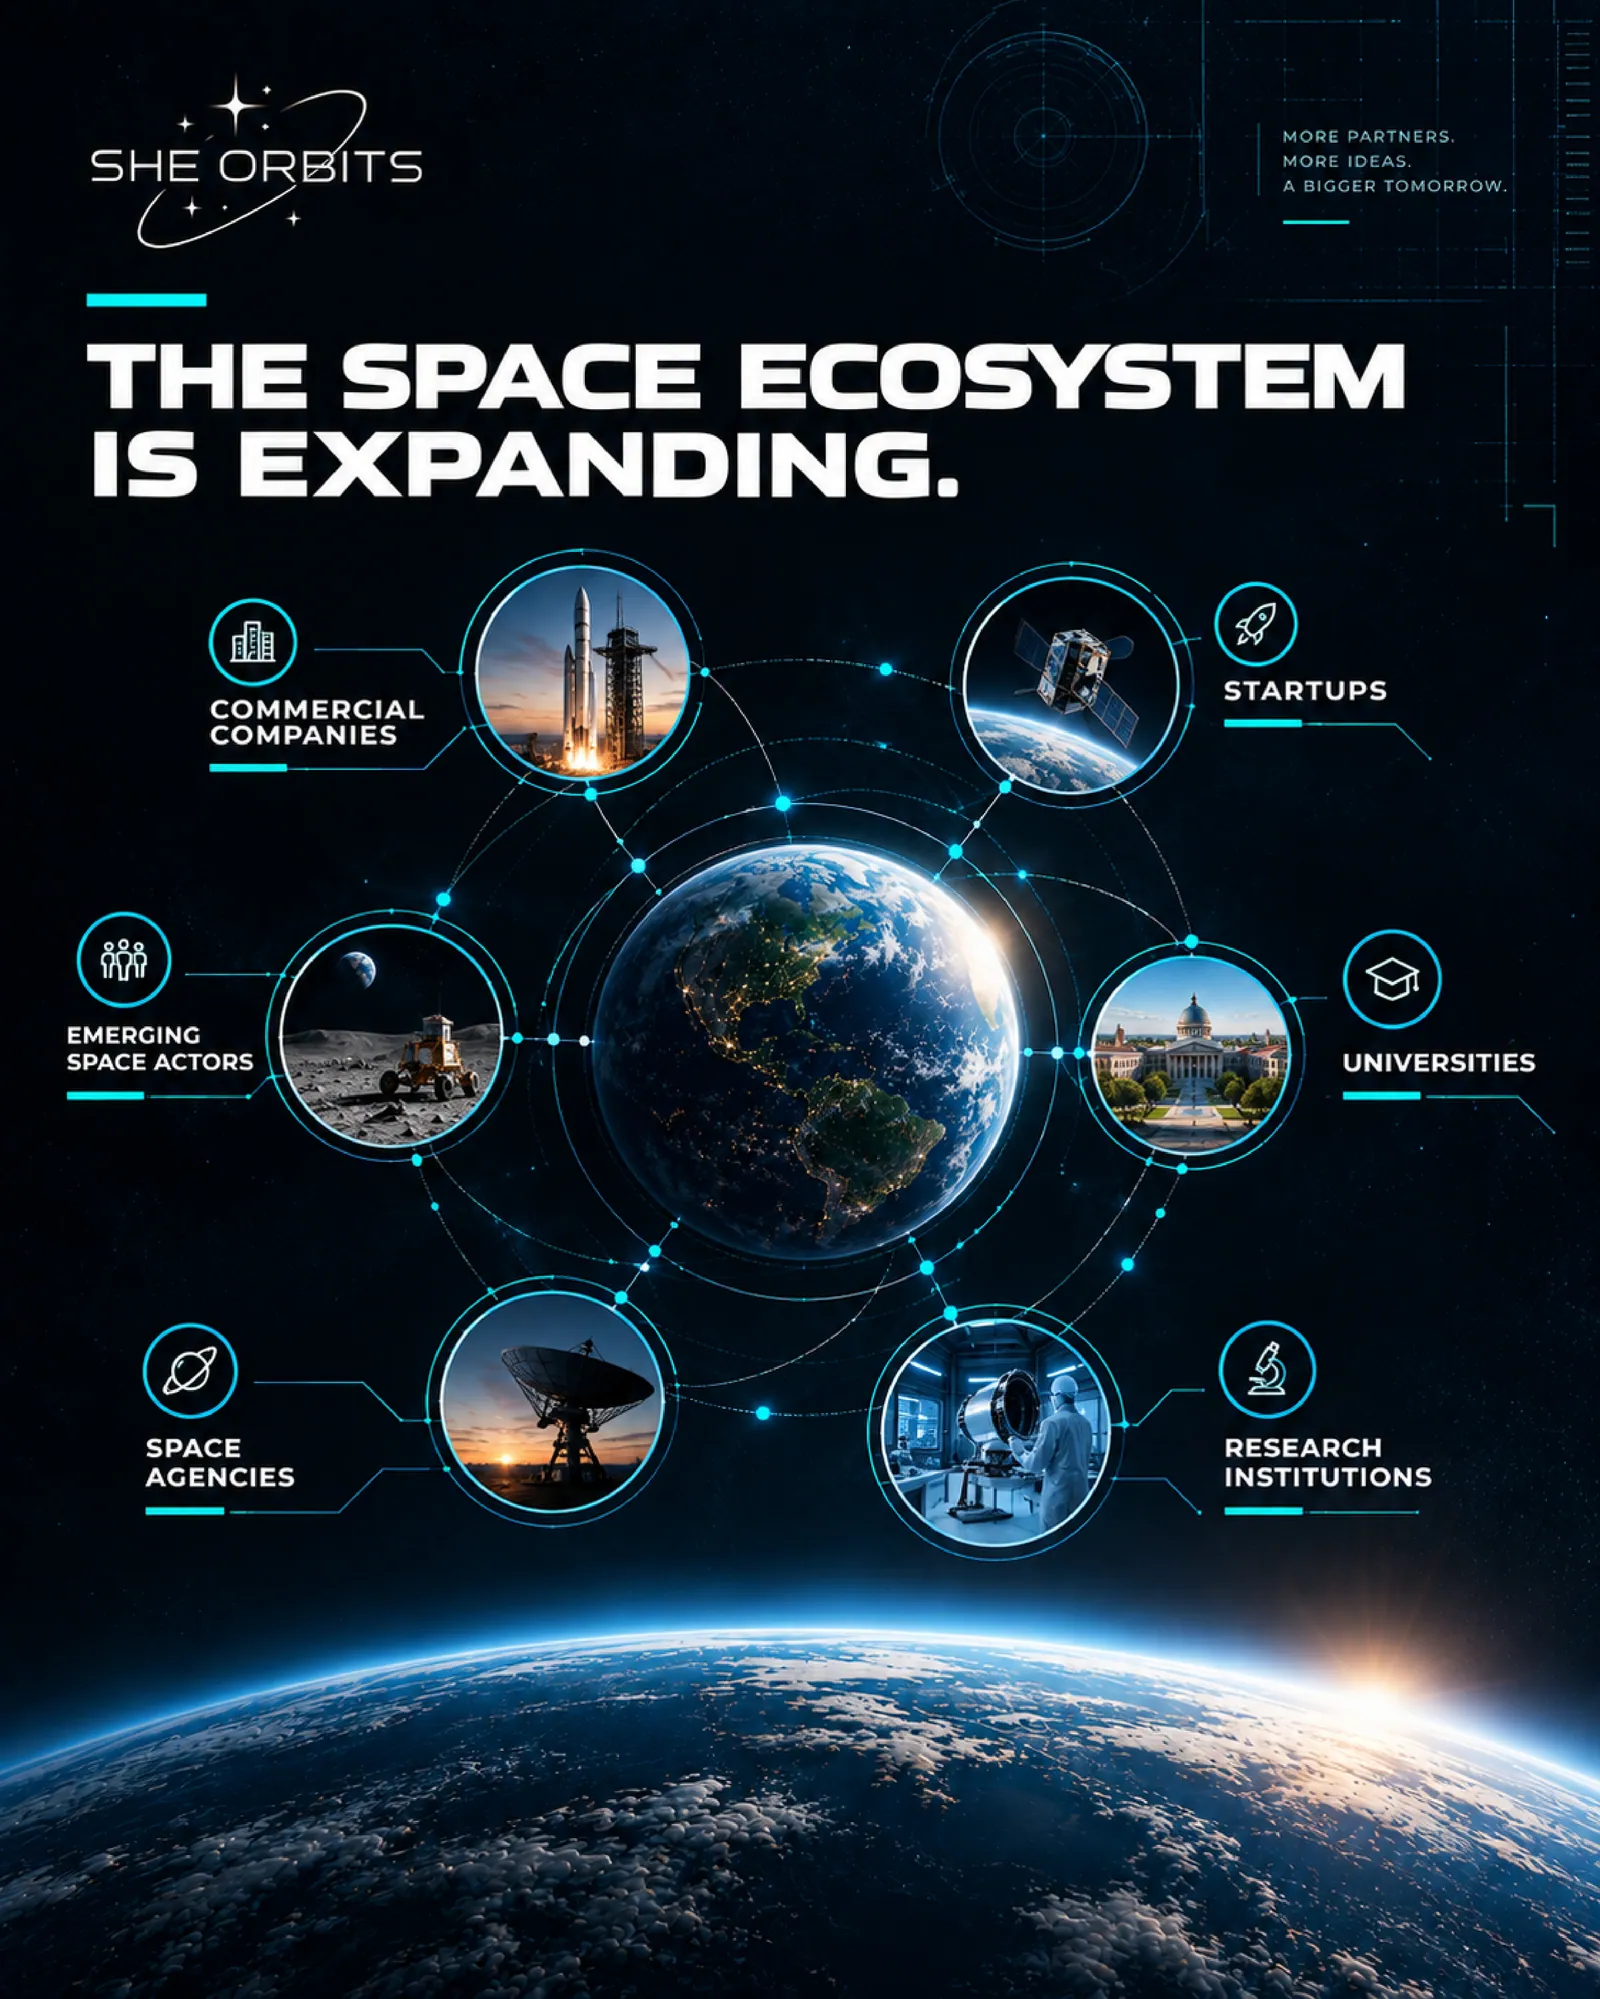 SHE ORBITS
MORE PARTNERS.
MORE IDEAS.
A BIGGER TOMORROW.
THE SPACE ECOSYSTEM
IS EXPANDING.
COMMERCIAL
COMPANIES
STARTUPS
EMERGING
SPACE ACTORS
UNIVERSITIES
SPACE
AGENCIES
RESEARCH
INSTITUTIONS